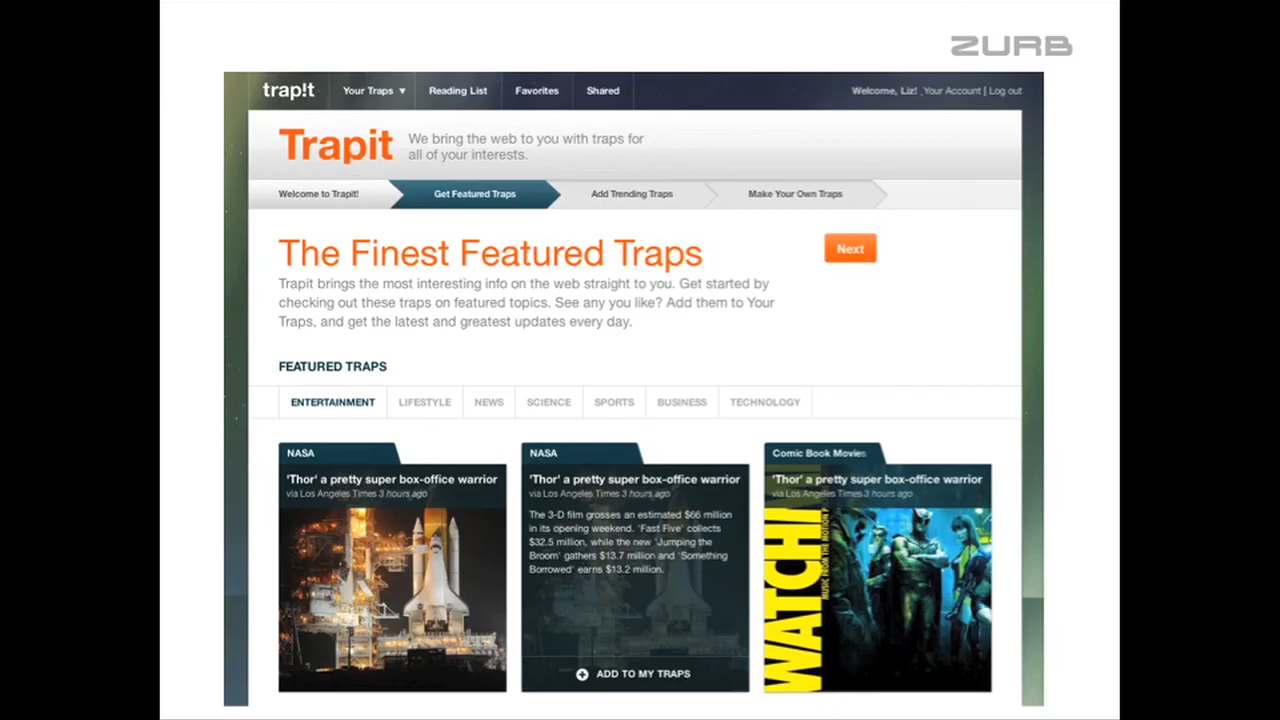 ZURB
trap!t
Your Traps ▼
Reading List
Favorites
Shared
Welcome, Liz! Your Account | Log out
Trapit
We bring the web to you with traps for
all of your interests.
Welcome to Trapit!
Get Featured Traps
Add Trending Traps
Make Your Own Traps
The Finest Featured Traps
Next
Trapit brings the most interesting info on the web straight to you. Get started by
checking out these traps on featured topics. See any you like? Add them to Your
Traps, and get the latest and greatest updates every day.
FEATURED TRAPS
ENTERTAINMENT
LIFESTYLE
NEWS
SCIENCE
SPORTS
BUSINESS
TECHNOLOGY
NASA
'Thor' a pretty super box-office warrior
via Los Angeles Times 3 hours ago
NASA
'Thor' a pretty super box-office warrior
via Los Angeles Times 3 hours ago
The 3-D film grosses an estimated $66 million
in its opening weekend. 'Fast Five' collects
$32.5 million, while the new 'Jumping the
Broom' gathers $13.7 million and 'Something
Borrowed' earns $13.2 million.
ADD TO MY TRAPS
Comic Book Movies
'Thor' a pretty super box-office warrior
via Los Angeles Times 3 hours ago
WATCHM